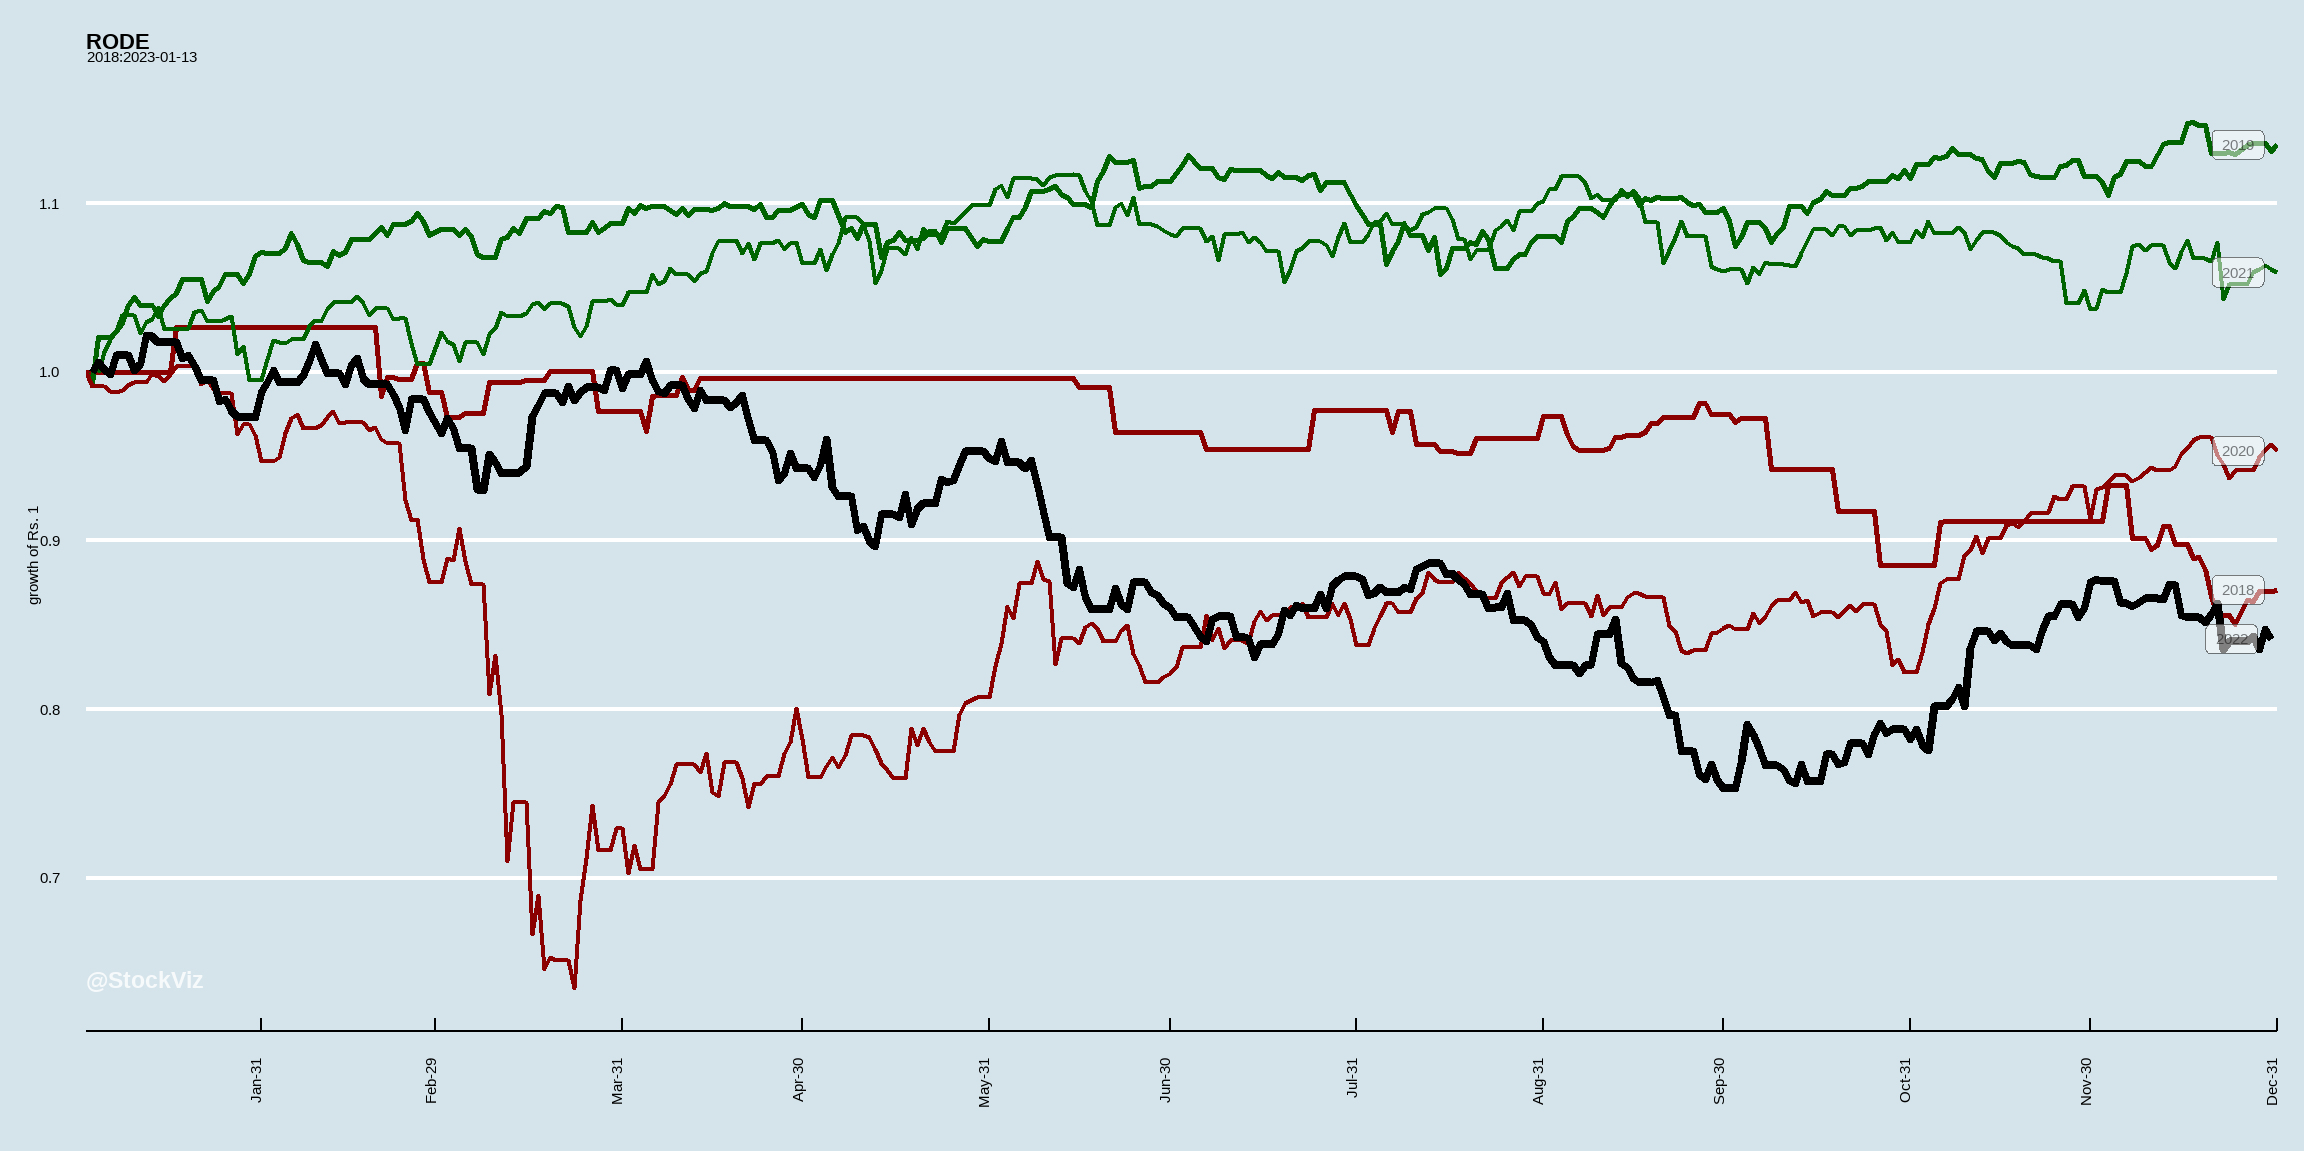 RODE
2018:2023-01-13
growth of Rs. 1
1.1
1.0
0.9
0.8
0.7
2019
2021
2020
2018
2022
@StockViz
Jan-31
Feb-29
Mar-31
Apr-30
May-31
Jun-30
Jul-31
Aug-31
Sep-30
Oct-31
Nov-30
Dec-31